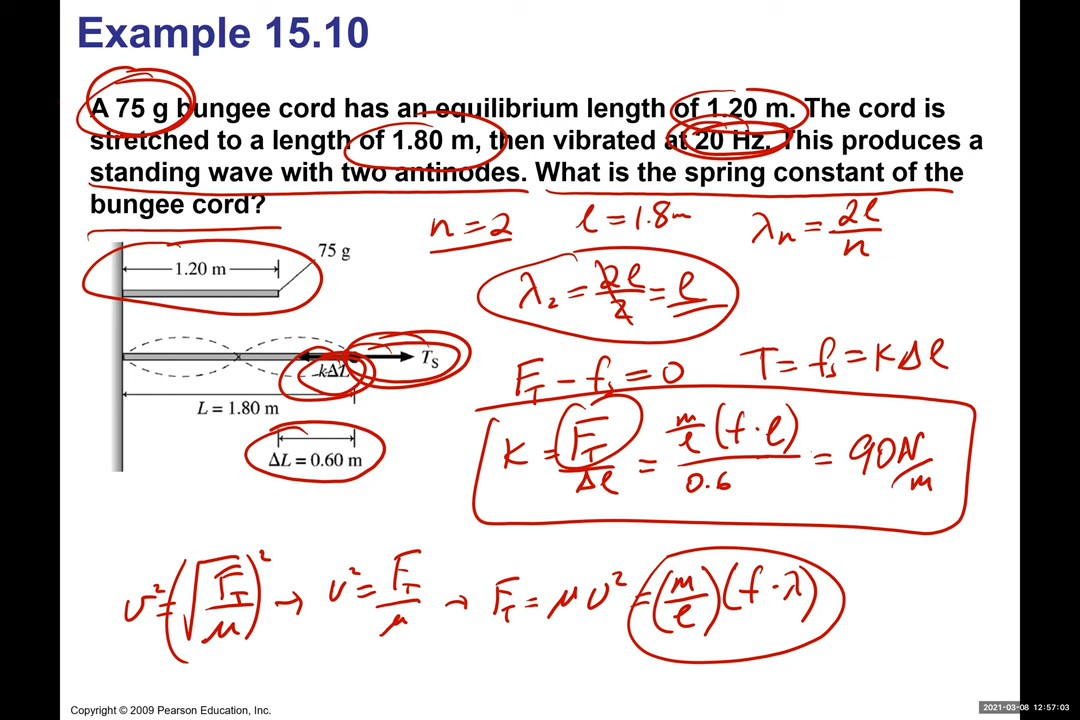 Example 15.10
A 75 g bungee cord has an equilibrium length of 1.20 m. The cord is
stretched to a length of 1.80 m, then vibrated at 20 Hz. This produces a
standing wave with two antinodes. What is the spring constant of the
bungee cord?
n = 2
l = 1.8m
λn = 2l/n
75 g
1.20 m
λ2 = 2l/2 = l
Ts
-kΔL
L = 1.80 m
ΔL = 0.60 m
FT - fs = 0
T = fs = KΔl
K = FT/Δl = m/l (f·l)/0.6 = 90N/m
v² = (√FT/μ)² → v² = FT/μ → FT = μv² = (m/l)(f·λ)
Copyright © 2009 Pearson Education, Inc.
2021-03-08 12:57:03